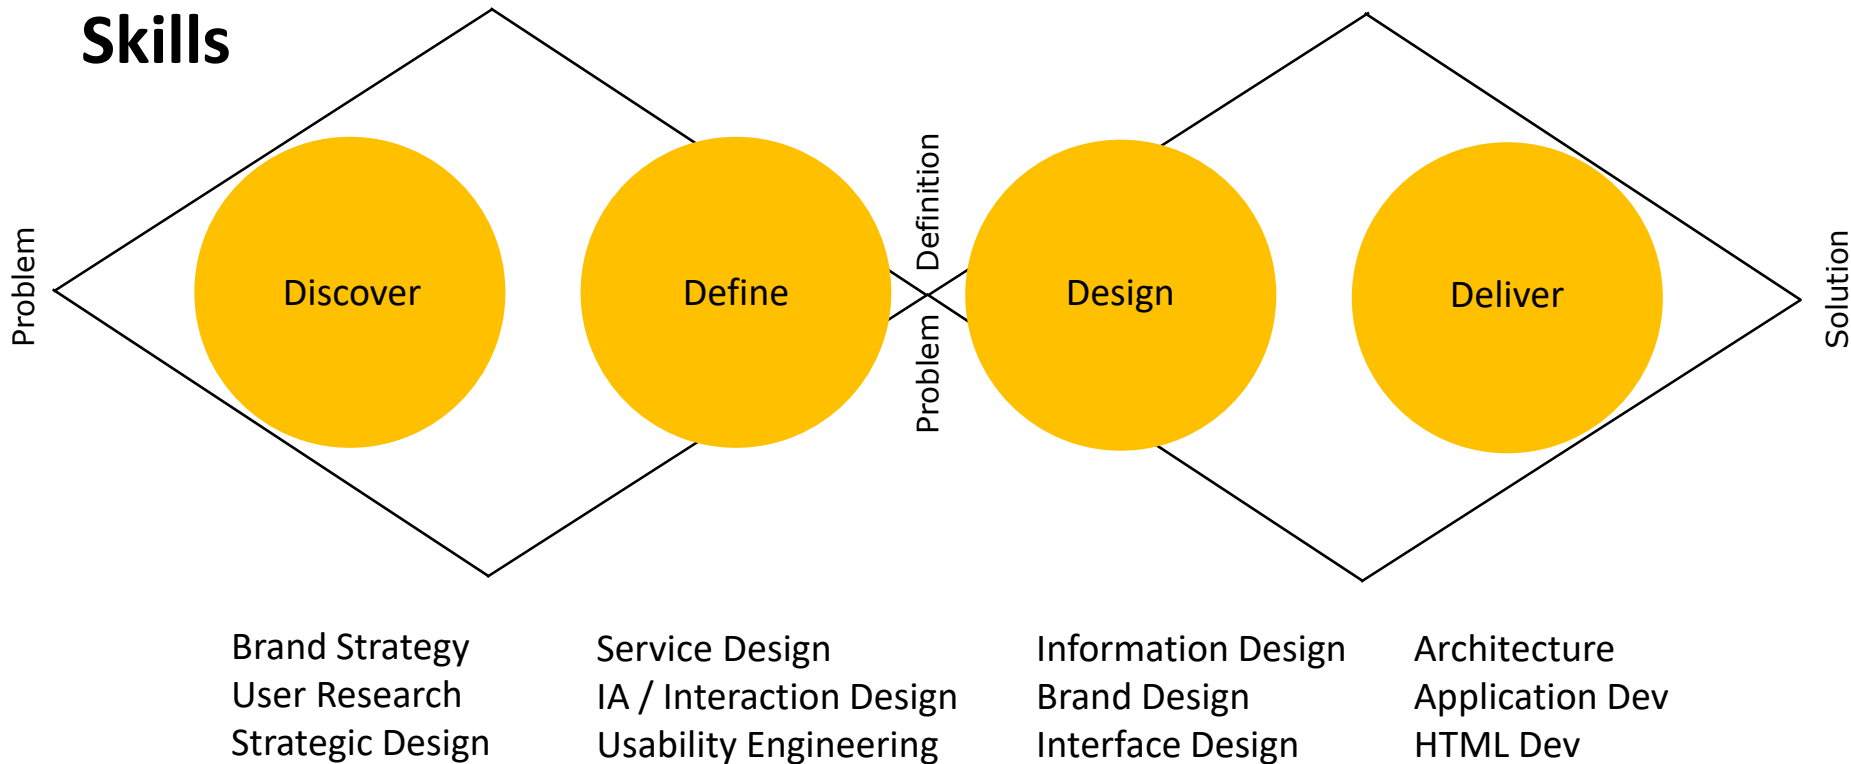 Skills
Problem
Discover
Define
Problem Definition
Design
Deliver
Solution
Brand Strategy
User Research
Strategic Design
Service Design
IA / Interaction Design
Usability Engineering
Information Design
Brand Design
Interface Design
Architecture
Application Dev
HTML Dev